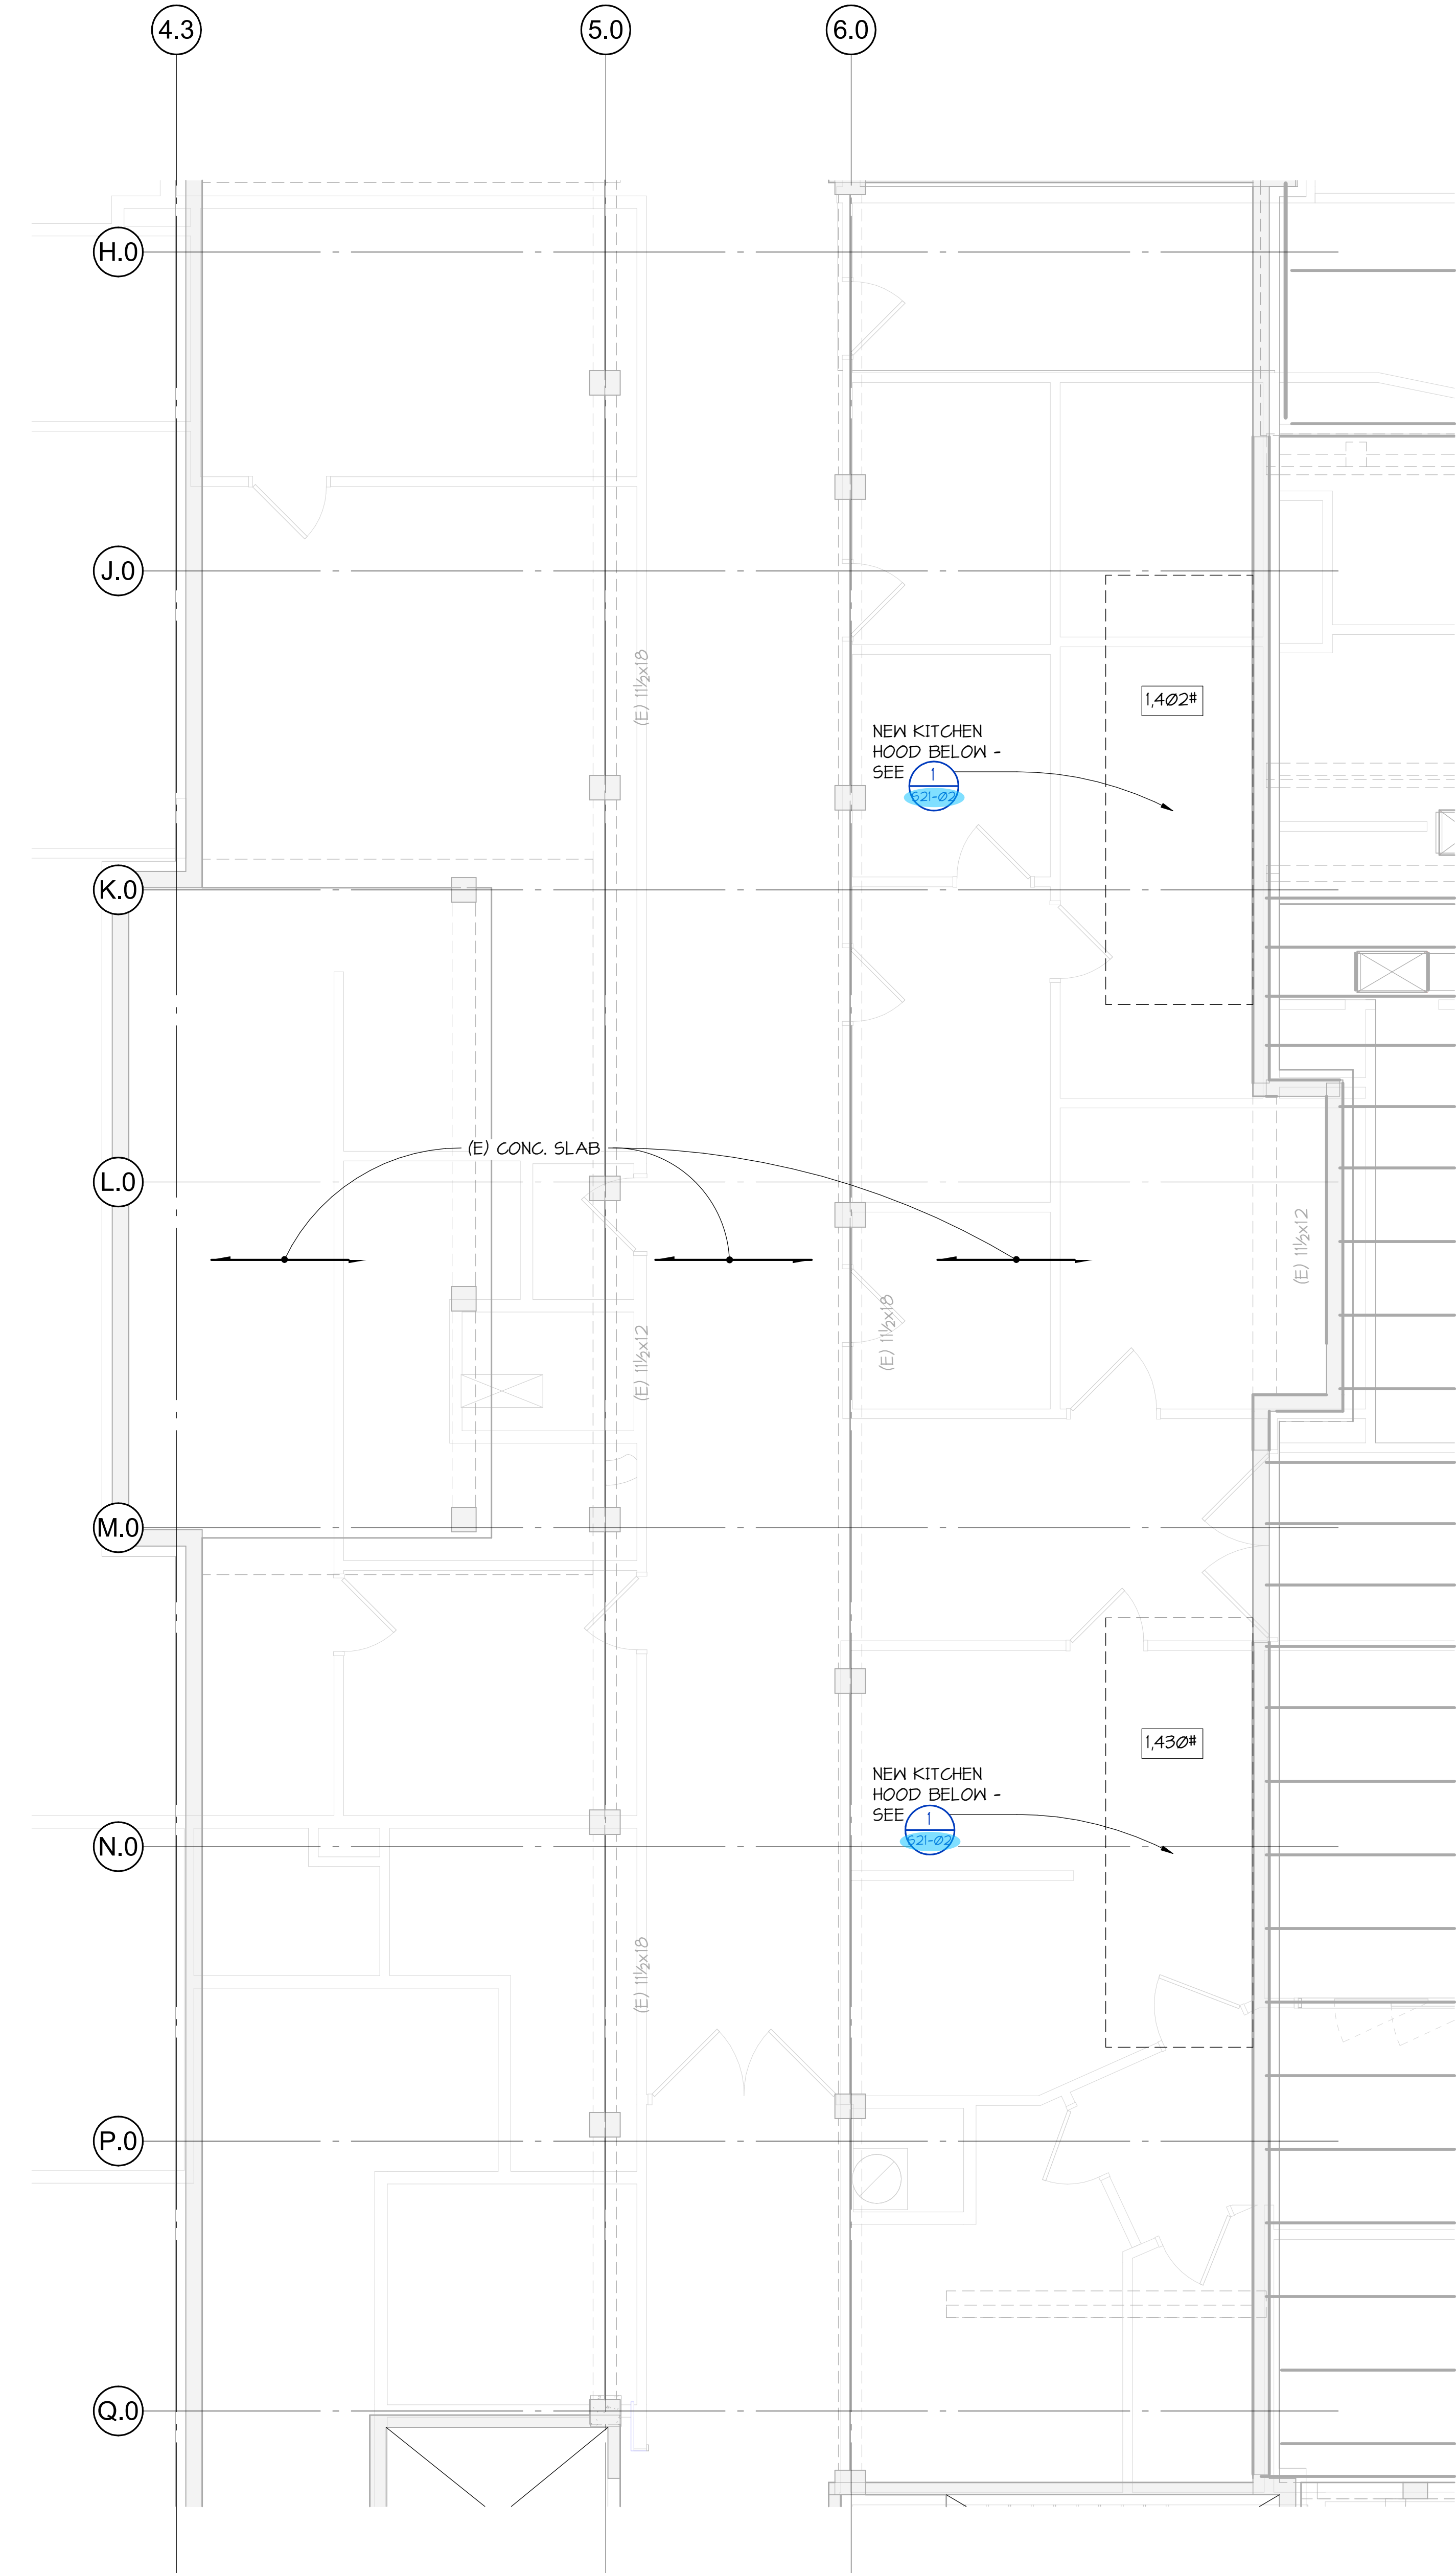 4.3
5.0
6.0
H.0
J.0
(E) 11½x18
1,402#
NEW KITCHEN
HOOD BELOW -
SEE
1
S21-02
K.0
(E) CONC. SLAB
L.0
(E) 11½x12
(E) 11½x18
(E) 11½x12
M.0
1,430#
NEW KITCHEN
HOOD BELOW -
SEE
1
S21-02
N.0
(E) 11½x18
P.0
Q.0